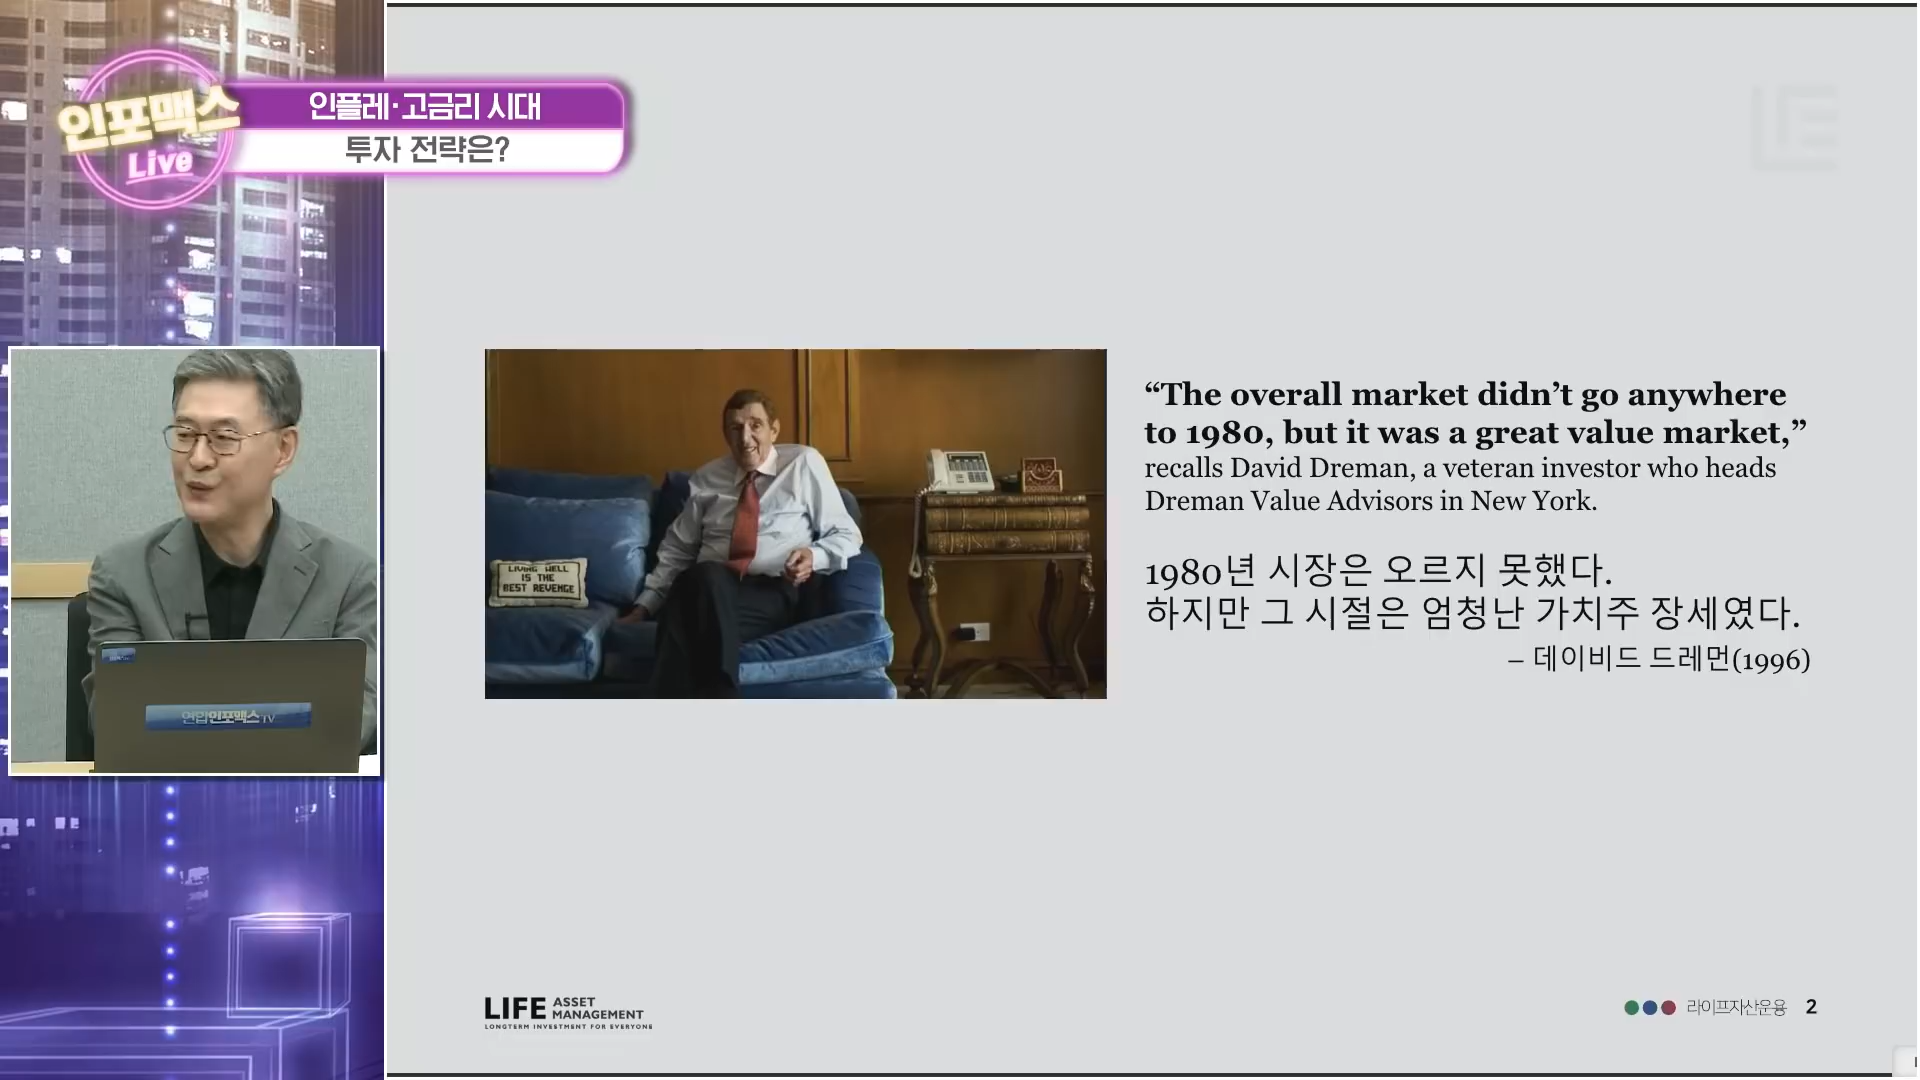 인포맥스
Live
인플레·고금리 시대
투자 전략은?
연합인포맥스TV
LIVING WELL
IS THE
BEST REVENGE
“The overall market didn’t go anywhere
to 1980, but it was a great value market,”
recalls David Dreman, a veteran investor who heads
Dreman Value Advisors in New York.
1980년 시장은 오르지 못했다.
하지만 그 시절은 엄청난 가치주 장세였다.
– 데이비드 드레먼(1996)
LIFE ASSET
MANAGEMENT
LONGTERM INVESTMENT FOR EVERYONE
라이프자산운용 2